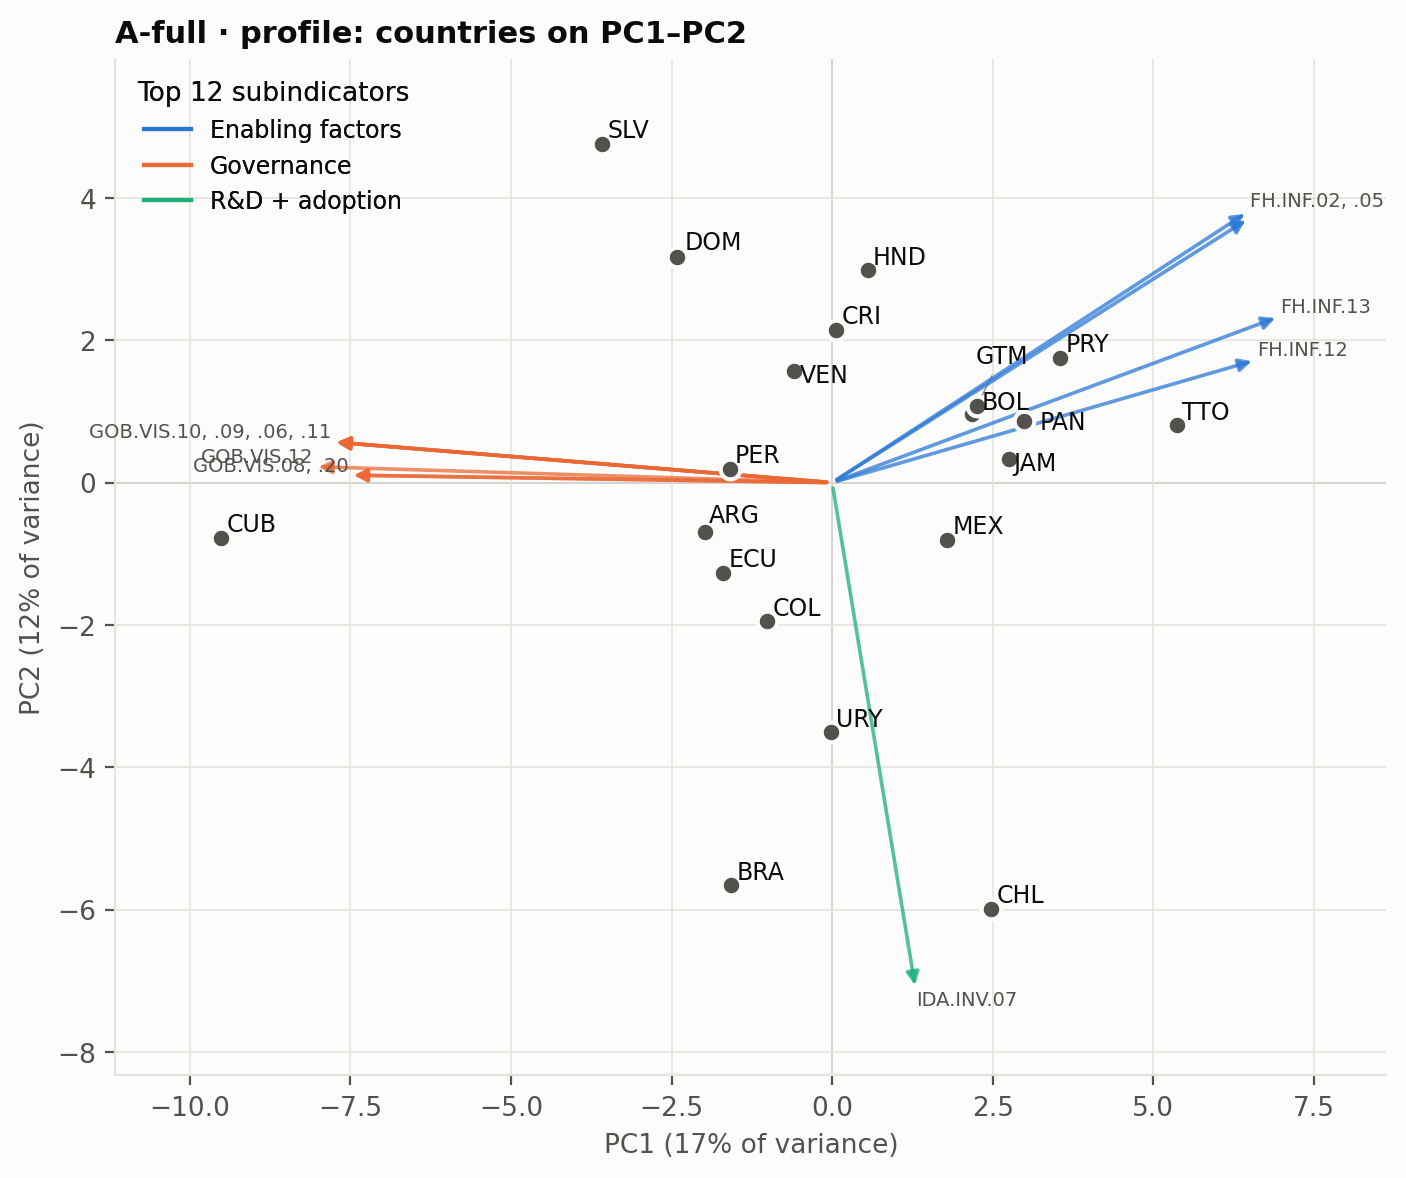 A-full · profile: countries on PC1–PC2
Top 12 subindicators
Enabling factors
Governance
R&D + adoption
SLV
DOM
HND
CRI
VEN
GTM
PRY
BOL
PAN
TTO
JAM
PER
ARG
ECU
COL
CUB
MEX
URY
BRA
CHL
FH.INF.02, .05
FH.INF.13
FH.INF.12
GOB.VIS.10, .09, .06, .11
GOB.VIS.12
GOB.VIS.08, .20
IDA.INV.07
4
2
0
−2
−4
−6
−8
PC2 (12% of variance)
−10.0 −7.5 −5.0 −2.5 0.0 2.5 5.0 7.5
PC1 (17% of variance)